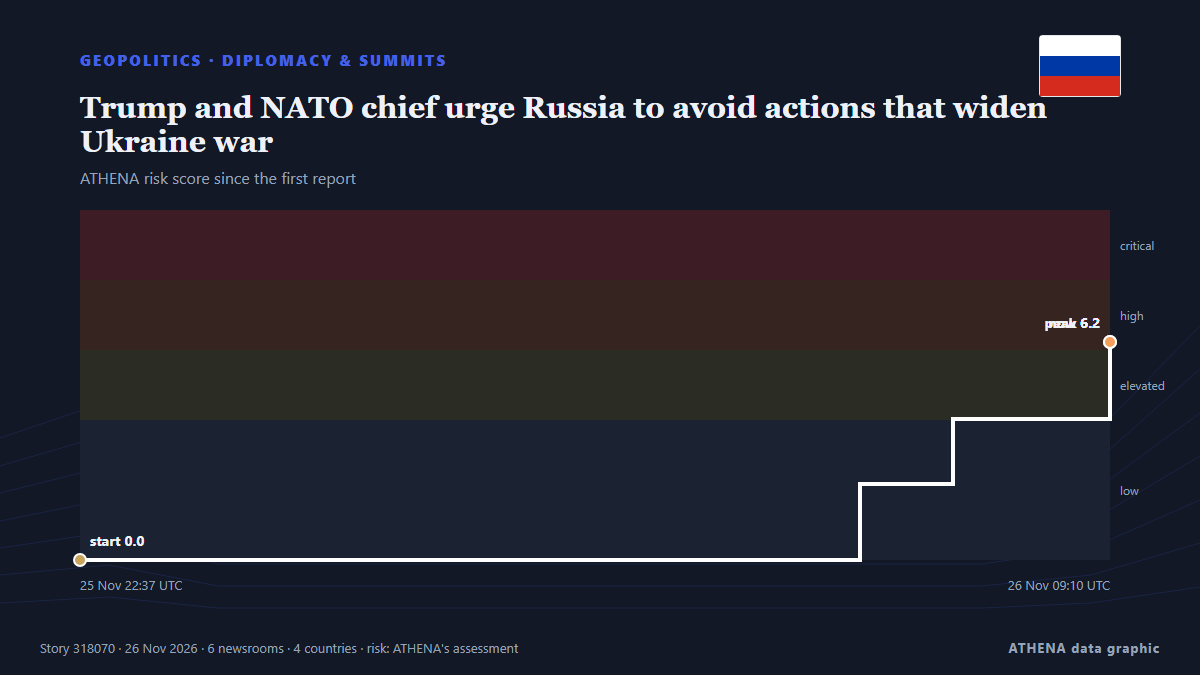 GEOPOLITICS · DIPLOMACY & SUMMITS
Trump and NATO chief urge Russia to avoid actions that widen
Ukraine war
ATHENA risk score since the first report
critical
high
6.2
elevated
low
start 0.0
25 Nov 22:37 UTC
26 Nov 09:10 UTC
Story 318070 · 26 Nov 2026 · 6 newsrooms · 4 countries · risk: ATHENA's assessment
ATHENA data graphic